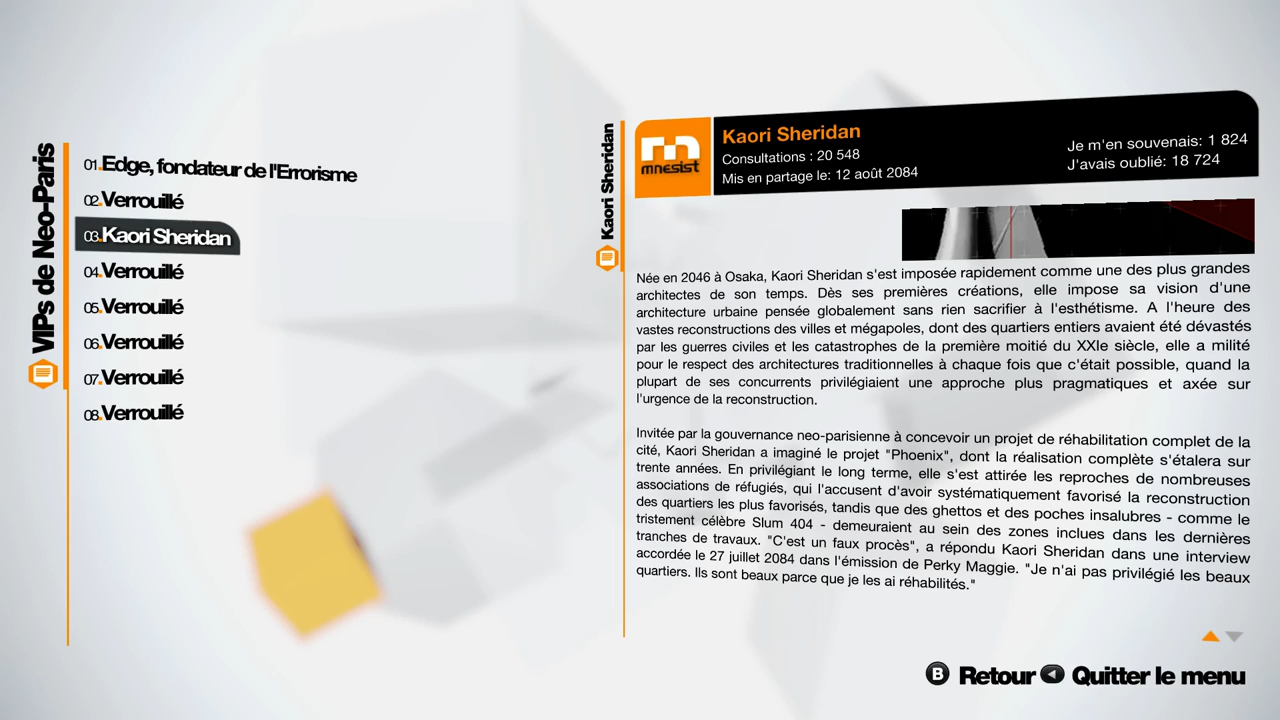 VIPs de Neo-Paris
01.Edge, fondateur de l'Errorisme
02.Verrouillé
03.Kaori Sheridan
04.Verrouillé
05.Verrouillé
06.Verrouillé
07.Verrouillé
08.Verrouillé
Kaori Sheridan
mnesist
Kaori Sheridan
Consultations : 20 548
Mis en partage le: 12 août 2084
Je m'en souvenais: 1 824
J'avais oublié: 18 724
Née en 2046 à Osaka, Kaori Sheridan s'est imposée rapidement comme une des plus grandes
architectes de son temps. Dès ses premières créations, elle impose sa vision d'une
architecture urbaine pensée globalement sans rien sacrifier à l'esthétisme. A l'heure des
vastes reconstructions des villes et mégapoles, dont des quartiers entiers avaient été dévastés
par les guerres civiles et les catastrophes de la première moitié du XXIe siècle, elle a milité
pour le respect des architectures traditionnelles à chaque fois que c'était possible, quand la
plupart de ses concurrents privilégiaient une approche plus pragmatiques et axée sur
l'urgence de la reconstruction.
Invitée par la gouvernance neo-parisienne à concevoir un projet de réhabilitation complet de la
cité, Kaori Sheridan a imaginé le projet "Phoenix", dont la réalisation complète s'étalera sur
trente années. En privilégiant le long terme, elle s'est attirée les reproches de nombreuses
associations de réfugiés, qui l'accusent d'avoir systématiquement favorisé la reconstruction
des quartiers les plus favorisés, tandis que des ghettos et des poches insalubres - comme le
tristement célèbre Slum 404 - demeuraient au sein des zones inclues dans les dernières
tranches de travaux. "C'est un faux procès", a répondu Kaori Sheridan dans une interview
accordée le 27 juillet 2084 dans l'émission de Perky Maggie. "Je n'ai pas privilégié les beaux
quartiers. Ils sont beaux parce que je les ai réhabilités."
B Retour Quitter le menu